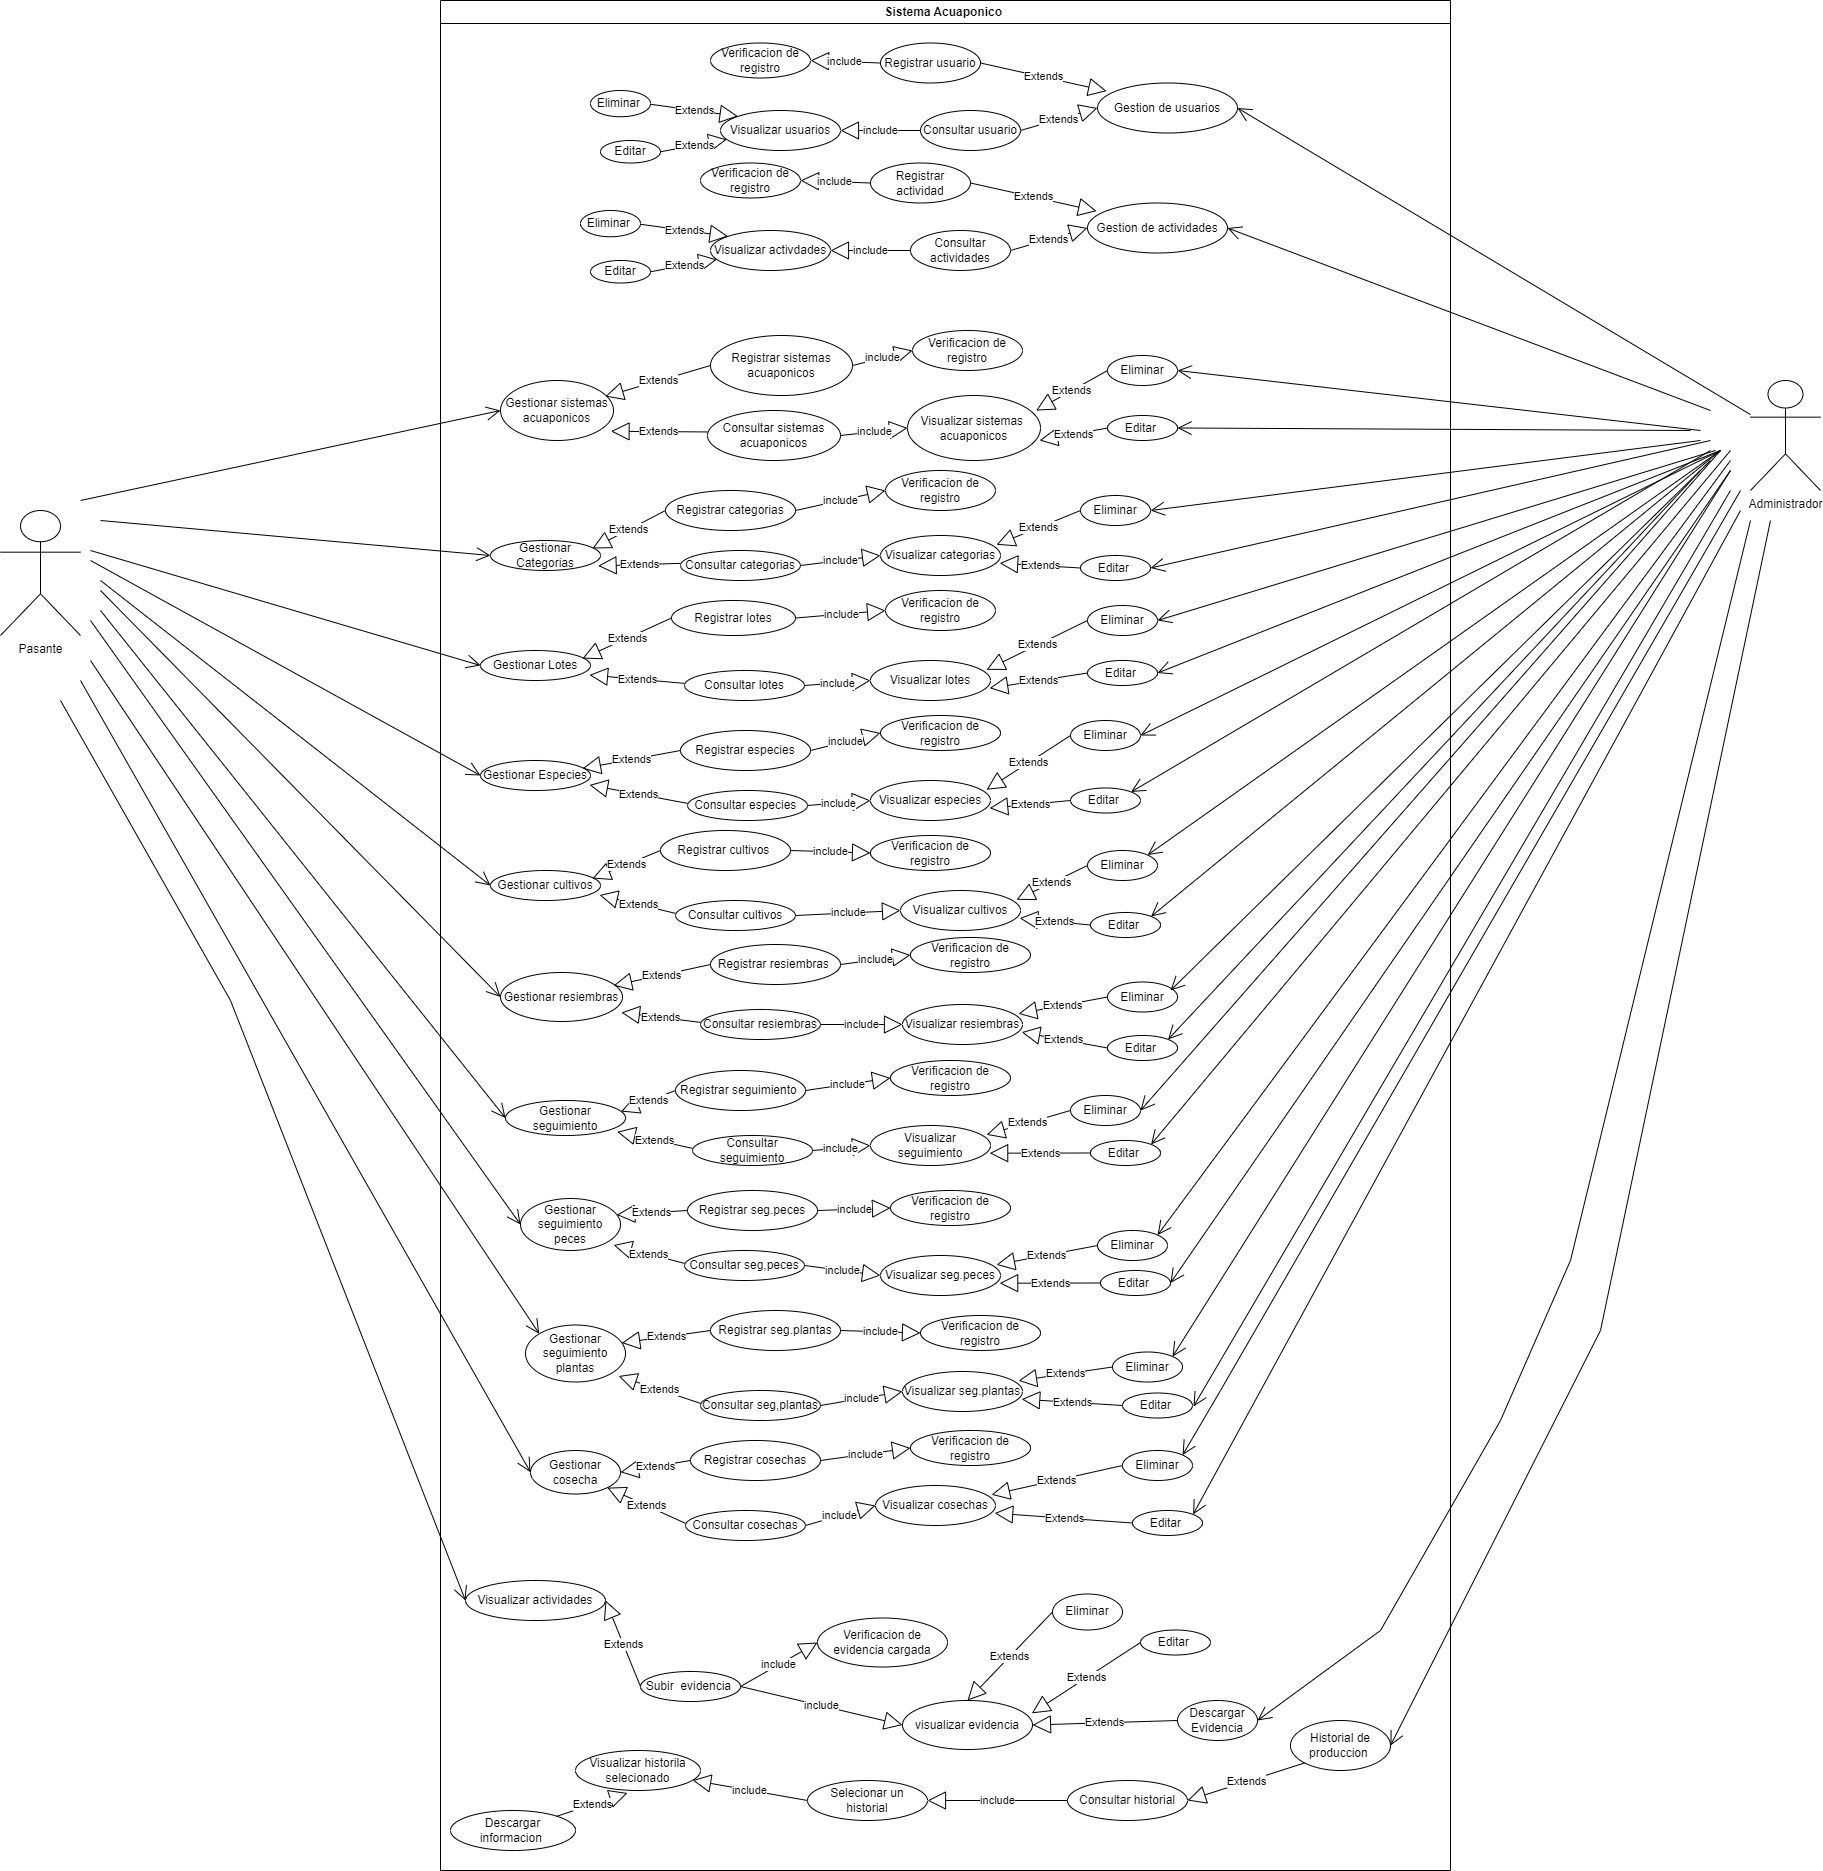 Sistema Acuaponico
Verificacion de
registro
include
Registrar usuario
Extends
Gestion de usuarios
Eliminar
Extends
Visualizar usuarios
include
Consultar usuario
Extends
Editar
Extends
Verificacion de
registro
include
Registrar
actividad
Extends
Gestion de actividades
Eliminar
Extends
Visualizar activdades
include
Consultar
actividades
Extends
Editar
Extends
Gestionar sistemas
acuaponicos
Extends
Registrar sistemas
acuaponicos
include
Verificacion de
registro
Extends
Consultar sistemas
acuaponicos
include
Visualizar sistemas
acuaponicos
Extends
Eliminar
Extends
Editar
Administrador
Pasante
Gestionar
Categorias
Extends
Registrar categorias
include
Verificacion de
registro
Extends
Consultar categorias
include
Visualizar categorias
Extends
Eliminar
Extends
Editar
Gestionar Lotes
Extends
Registrar lotes
include
Verificacion de
registro
Extends
Consultar lotes
include
Visualizar lotes
Extends
Eliminar
Extends
Editar
Gestionar Especies
Extends
Registrar especies
include
Verificacion de
registro
Extends
Consultar especies
include
Visualizar especies
Extends
Eliminar
Extends
Editar
Gestionar cultivos
Extends
Registrar cultivos
include
Verificacion de
registro
Extends
Consultar cultivos
include
Visualizar cultivos
Extends
Eliminar
Extends
Editar
Gestionar resiembras
Extends
Registrar resiembras
include
Verificacion de
registro
Extends
Consultar resiembras
include
Visualizar resiembras
Extends
Eliminar
Extends
Editar
Gestionar
seguimiento
Extends
Registrar seguimiento
include
Verificacion de
registro
Extends
Consultar
seguimiento
include
Visualizar
seguimiento
Extends
Eliminar
Extends
Editar
Gestionar
seguimiento
peces
Extends
Registrar seg.peces
include
Verificacion de
registro
Extends
Consultar seg,peces
include
Visualizar seg.peces
Extends
Eliminar
Extends
Editar
Gestionar
seguimiento
plantas
Extends
Registrar seg.plantas
include
Verificacion de
registro
Extends
Consultar seg,plantas
include
Visualizar seg.plantas
Extends
Eliminar
Extends
Editar
Gestionar
cosecha
Extends
Registrar cosechas
include
Verificacion de
registro
Extends
Consultar cosechas
include
Visualizar cosechas
Extends
Eliminar
Extends
Editar
Visualizar actividades
Extends
Subir evidencia
include
Verificacion de
evidencia cargada
include
visualizar evidencia
Extends
Eliminar
Extends
Editar
Extends
Descargar
Evidencia
Historial de
produccion
Extends
Consultar historial
include
Selecionar un
historial
include
Visualizar historila
selecionado
Extends
Descargar
informacion